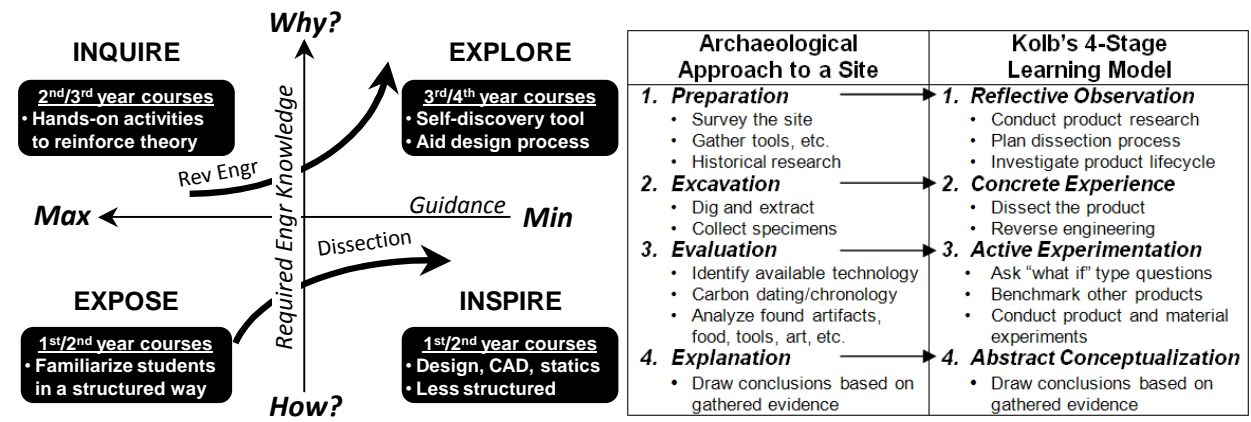 Why?
INQUIRE
2nd/3rd year courses
• Hands-on activities
to reinforce theory
EXPLORE
3rd/4th year courses
• Self-discovery tool
• Aid design process
Rev Engr
Required Engr Knowledge
Max
Guidance
Min
Dissection
EXPOSE
1st/2nd year courses
• Familiarize students
in a structured way
INSPIRE
1st/2nd year courses
• Design, CAD, statics
• Less structured
How?
Archaeological
Approach to a Site
1. Preparation
• Survey the site
• Gather tools, etc.
• Historical research
2. Excavation
• Dig and extract
• Collect specimens
3. Evaluation
• Identify available technology
• Carbon dating/chronology
• Analyze found artifacts,
food, tools, art, etc.
4. Explanation
• Draw conclusions based on
gathered evidence
Kolb's 4-Stage
Learning Model
1. Reflective Observation
• Conduct product research
• Plan dissection process
• Investigate product lifecycle
2. Concrete Experience
• Dissect the product
• Reverse engineering
3. Active Experimentation
• Ask “what if” type questions
• Benchmark other products
• Conduct product and material
experiments
4. Abstract Conceptualization
• Draw conclusions based on
gathered evidence